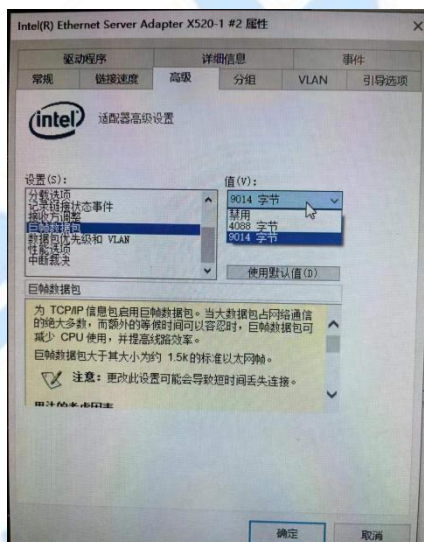 Intel(R) Ethernet Server Adapter X520-1 #2 属性
驱动程序 详细信息 事件
常规 链接速度 高级 分组 VLAN 引导选项
intel 适配器高级设置
设置(S): 值(V):
分载选项
记录链接状态事件
接收方调整
巨帧数据包
数据包优先级和 VLAN
性能选项
中断裁决
9014 字节
禁用
4088 字节
9014 字节
使用默认值(D)
巨帧数据包
为 TCP/IP 信息包启用巨帧数据包。当大数据包占网络通信
的绝大多数,而额外的等候时间可以容忍时,巨帧数据包可
减少 CPU 使用,并提高线路效率。
巨帧数据包大于其大小为约 1.5k的标准以太网帧。
注意:更改此设置可能会导致短时间丢失连接。
确定 取消